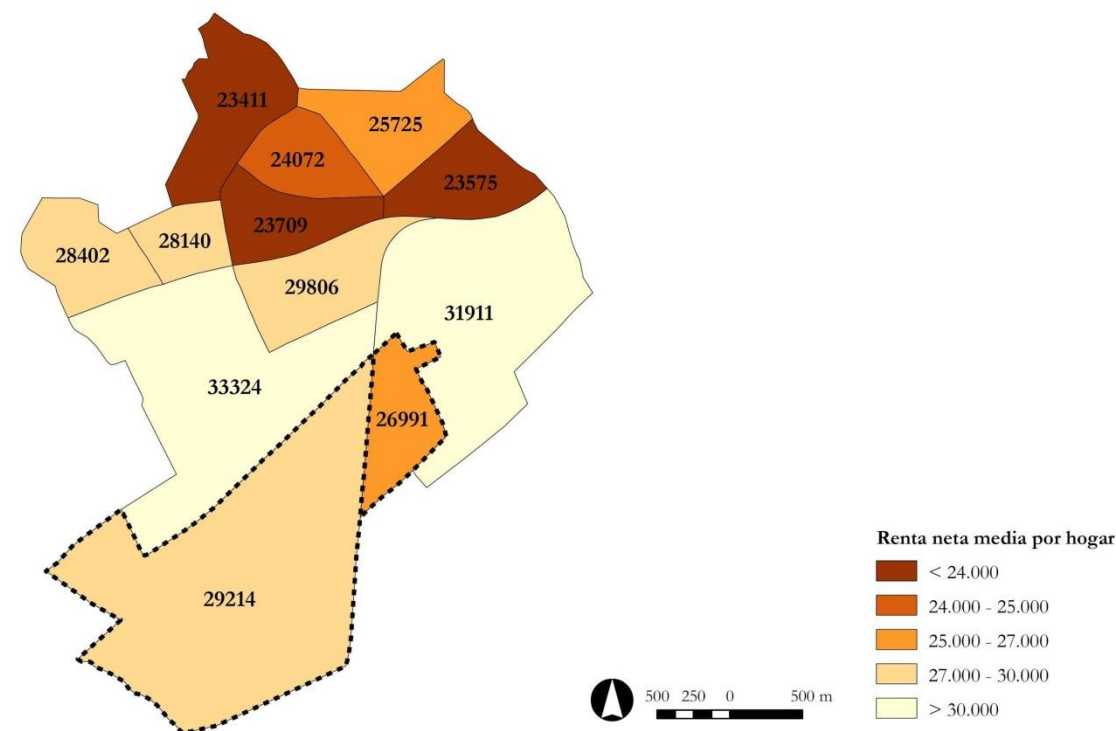 23411
25725
24072
23575
23709
28140
28402
29806
31911
33324
26991
29214
Renta neta media por hogar
< 24.000
24.000 - 25.000
25.000 - 27.000
27.000 - 30.000
> 30.000
500 250 0 500 m